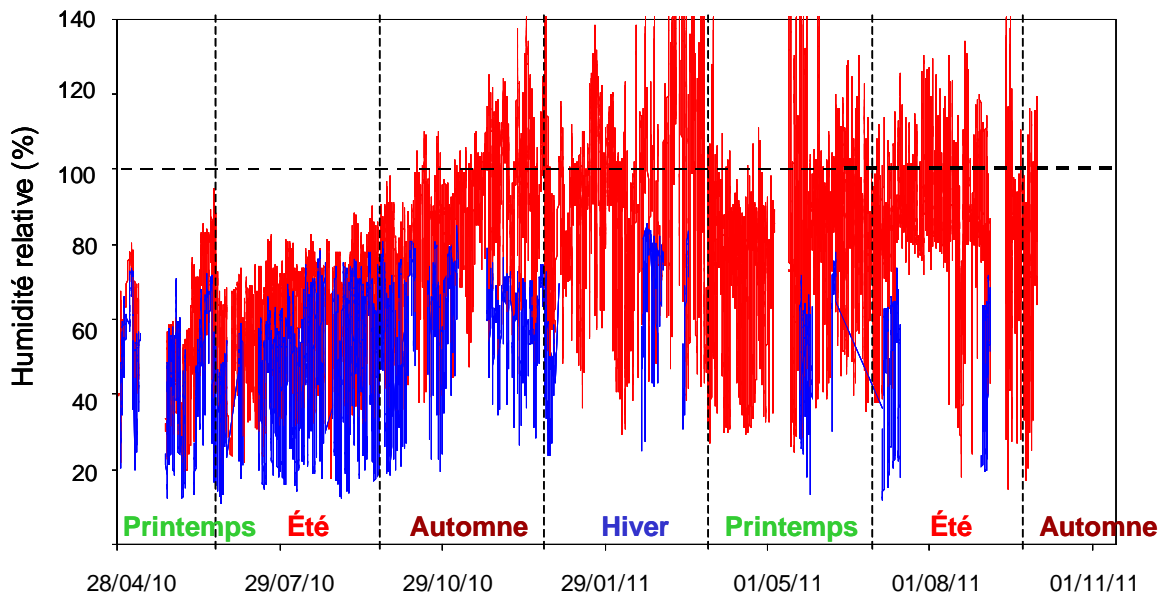 140
120
100
80
60
40
20
Humidité relative (%)
Printemps
Été
Automne
Hiver
Printemps
Été
Automne
28/04/10
29/07/10
29/10/10
29/01/11
01/05/11
01/08/11
01/11/11